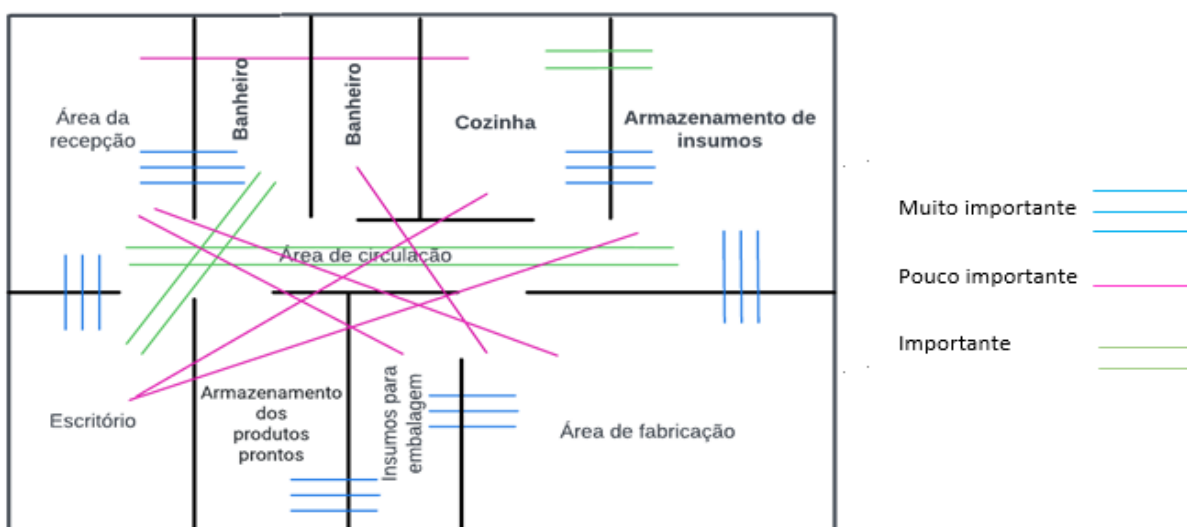 Área da
recepção
Banheiro
Banheiro
Cozinha
Armazenamento de
insumos
Área de circulação
Escritório
Armazenamento
dos
produtos
prontos
Insumos para
embalagem
Área de fabricação
Muito importante
Pouco importante
Importante